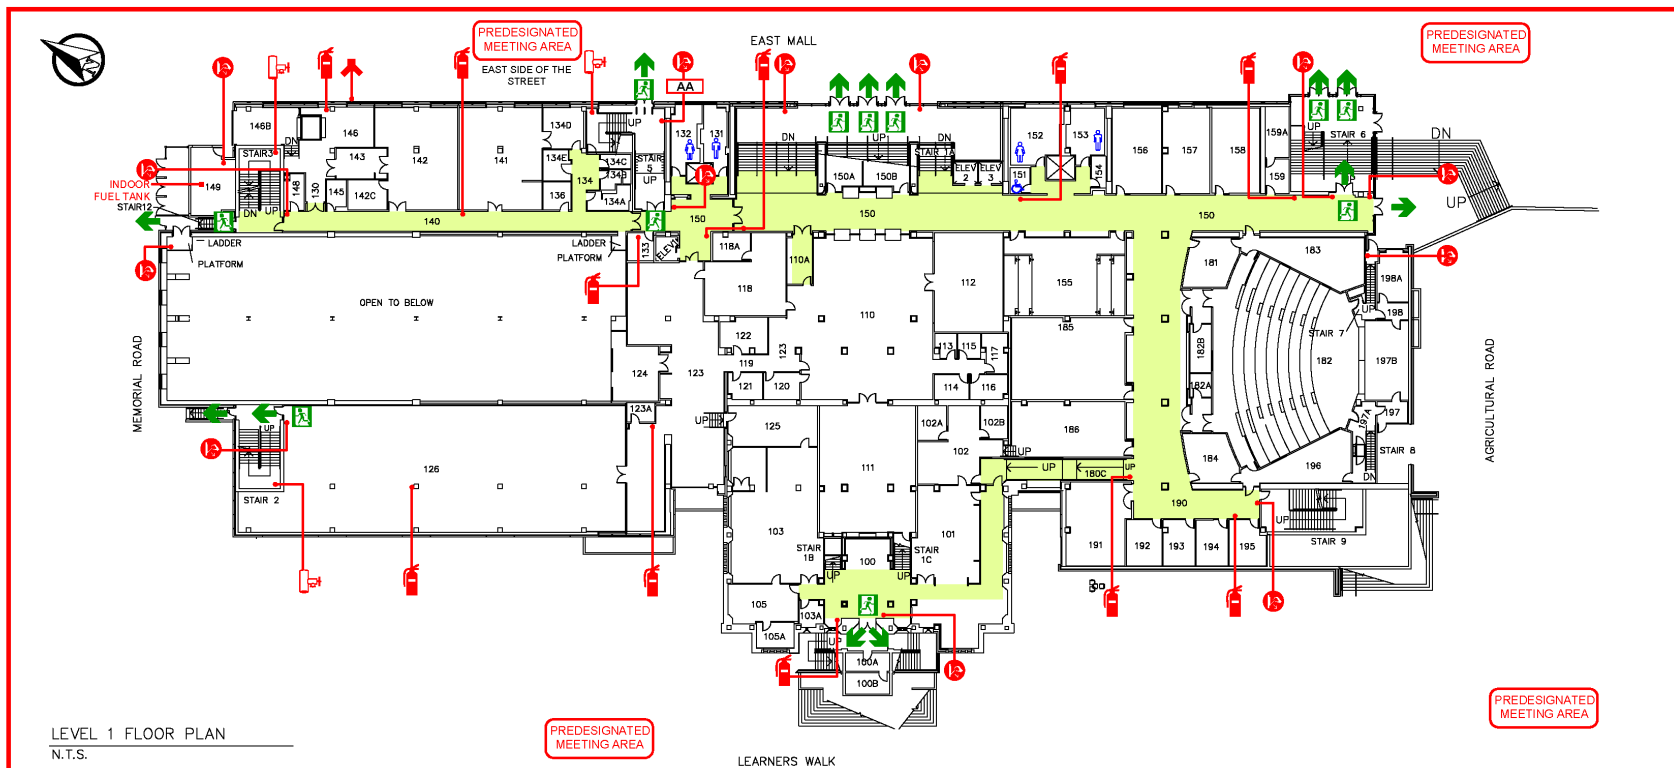 PREDESIGNATED
MEETING AREA
EAST MALL
PREDESIGNATED
MEETING AREA
EAST SIDE OF THE
STREET
AA
146B
DN
146
134D
UP
132
131
DN
UP
152
153
UP
STAIR 6
DN
159A
STAIR3
143
142
141
134E
134C
STAIR
5
UP
STAIR 1A
156
157
158
134B
134
150A
150B
ELEV
2
ELEV
3
151
154
159
INDOOR
FUEL TANK
149
148
130
145
142C
136
134A
UP
STAIR12
DN
UP
140
150
150
150
LADDER
PLATFORM
LADDER
PLATFORM
133
ELEV1
118A
110A
181
183
118
112
155
198A
OPEN TO BELOW
110
185
UP
198
STAIR 7
122
123
113
115
117
182B
182
197B
MEMORIAL ROAD
124
123
119
121
120
114
116
182A
AGRICULTURAL ROAD
123A
UP
125
102A
102B
186
197A
197
UP
126
111
102
UP
UP
180C
UP
184
196
STAIR 8
DN
STAIR 2
190
103
STAIR
1B
STAIR
1C
101
UP
STAIR 9
191
192
193
194
195
100
UP
UP
105
103A
105A
UP
UP
100A
100B
PREDESIGNATED
MEETING AREA
PREDESIGNATED
MEETING AREA
LEVEL 1 FLOOR PLAN
N.T.S.
LEARNERS WALK